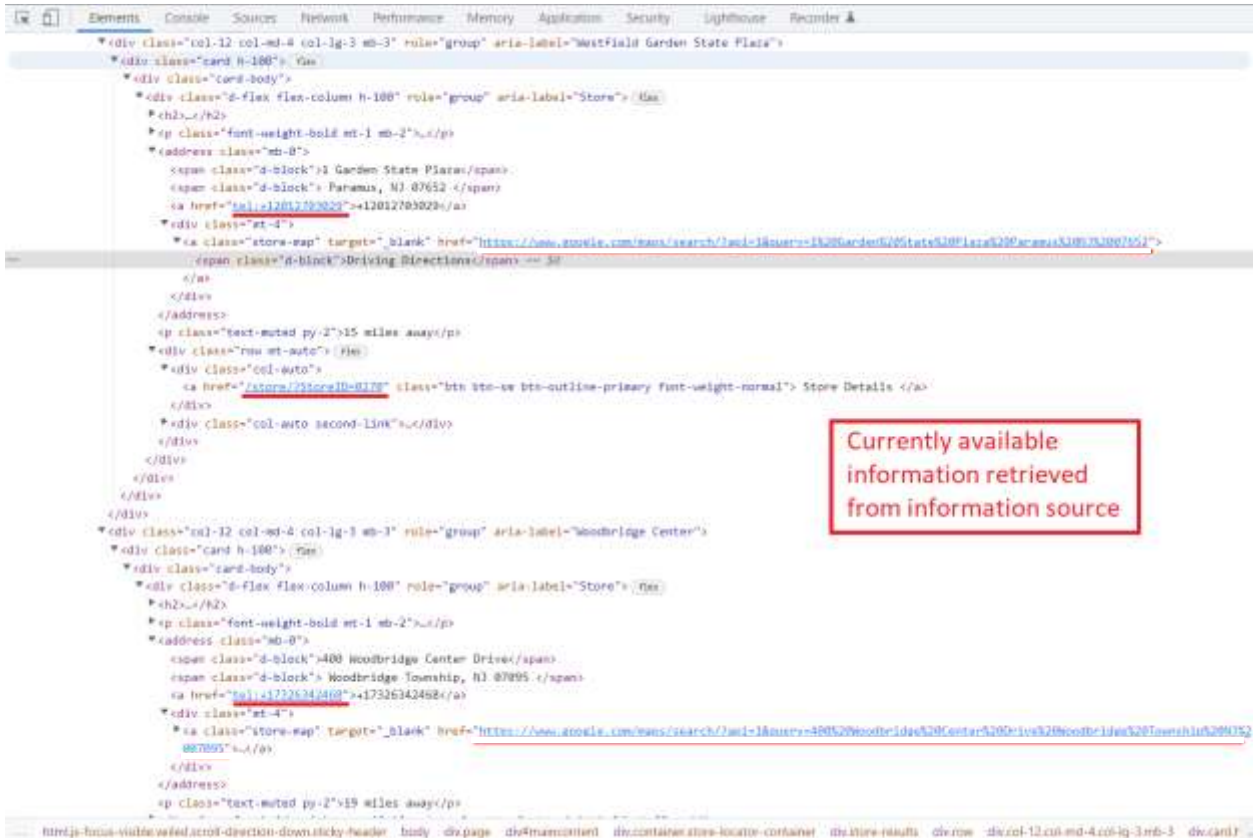 Elements Console Sources Network Performance Memory Application Security Lighthouse Recorder
▼<div class="col-12 col-md-4 col-lg-3 mb-3" role="group" aria-label="Westfield Garden State Plaza">
▼<div class="card h-100"> flex
▼<div class="card-body">
▼<div class="d-flex flex-column h-100" role="group" aria-label="Store"> flex
▶<h2>…</h2>
▶<p class="font-weight-bold mt-1 mb-2">…</p>
▼<address class="mb-0">
<span class="d-block">1 Garden State Plaza</span>
<span class="d-block"> Paramus, NJ 07652 </span>
<a href="tel:+12012703029">+12012703029</a>
▼<div class="mt-4">
▼<a class="store-map" target="_blank" href="https://www.google.com/maps/search/?api=1&query=1%20Garden%20State%20Plaza%20Paramus%20NJ%2007652">
<span class="d-block">Driving Directions</span> == $0
</a>
</div>
</address>
<p class="text-muted py-2">15 miles away</p>
▼<div class="row mt-auto"> flex
▼<div class="col-auto">
<a href="/store/?StoreID=0270" class="btn btn-sm btn-outline-primary font-weight-normal"> Store Details </a>
</div>
▶<div class="col-auto second-link">…</div>
</div>
</div>
</div>
</div>
</div>
Currently available
information retrieved
from information source
▼<div class="col-12 col-md-4 col-lg-3 mb-3" role="group" aria-label="Woodbridge Center">
▼<div class="card h-100"> flex
▼<div class="card-body">
▼<div class="d-flex flex-column h-100" role="group" aria-label="Store"> flex
▶<h2>…</h2>
▶<p class="font-weight-bold mt-1 mb-2">…</p>
▼<address class="mb-0">
<span class="d-block">400 Woodbridge Center Drive</span>
<span class="d-block"> Woodbridge Township, NJ 07095 </span>
<a href="tel:+17326342468">+17326342468</a>
▼<div class="mt-4">
▶<a class="store-map" target="_blank" href="https://www.google.com/maps/search/?api=1&query=400%20Woodbridge%20Center%20Drive%20Woodbridge%20Township%20NJ%2
007095">…</a>
</div>
</address>
<p class="text-muted py-2">19 miles away</p>
html.js-focus-visible.veiled.scroll-direction-down.sticky-header body div.page div#maincontent div.container.store-locator-container div.store-results div.row div.col-12.col-md-4.col-lg-3.mb-3 div.card.h